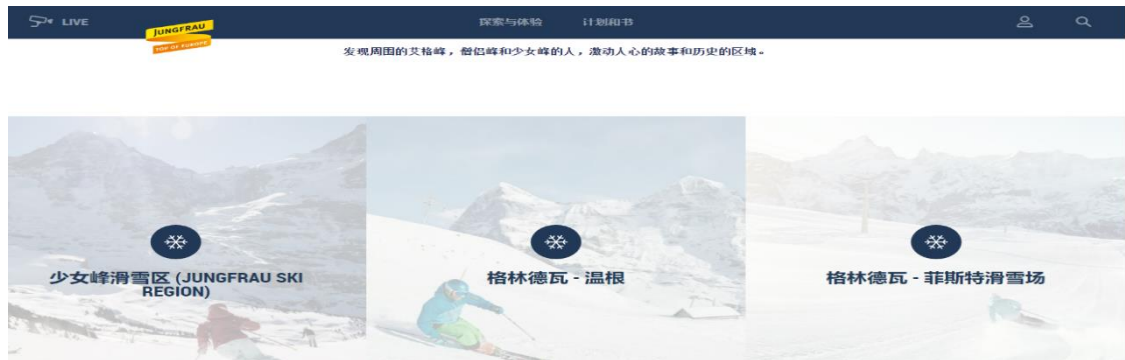 LIVE
JUNGFRAU
TOP OF EUROPE
探索与体验
计划和书
发现周围的艾格峰，僧侣峰和少女峰的人，激动人心的故事和历史的区域。
少女峰滑雪区 (JUNGFRAU SKI
REGION)
格林德瓦 - 温根
格林德瓦 - 菲斯特滑雪场